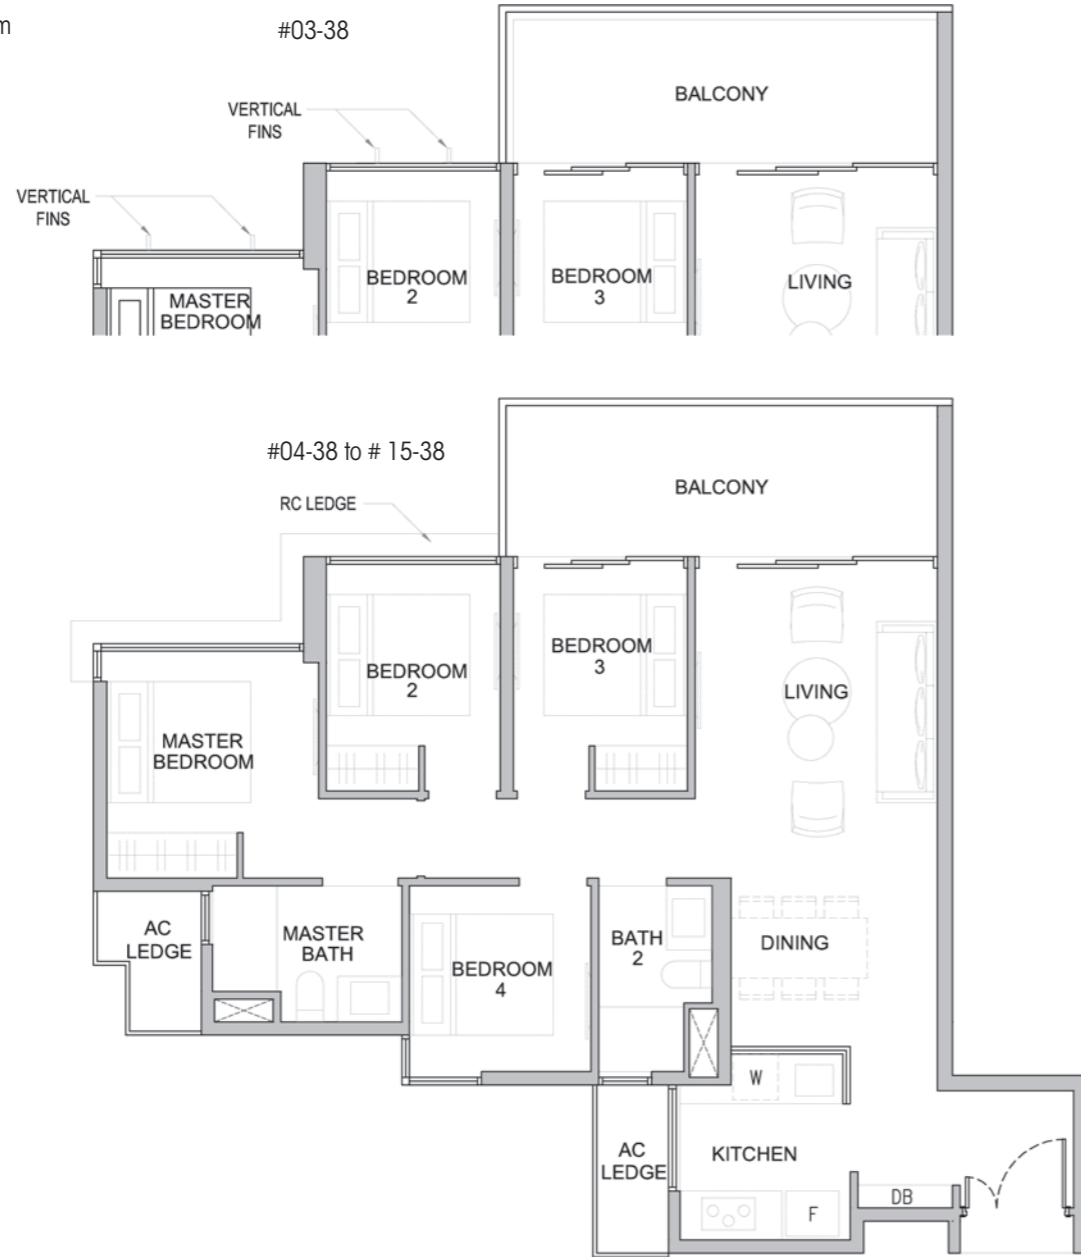 m
#03-38
BALCONY
VERTICAL
FINS
VERTICAL
FINS
BEDROOM
2
BEDROOM
3
LIVING
MASTER
BEDROOM
#04-38 to # 15-38
BALCONY
RC LEDGE
BEDROOM
2
BEDROOM
3
LIVING
MASTER
BEDROOM
AC
LEDGE
MASTER
BATH
BEDROOM
4
BATH
2
DINING
W
AC
LEDGE
KITCHEN
F
DB